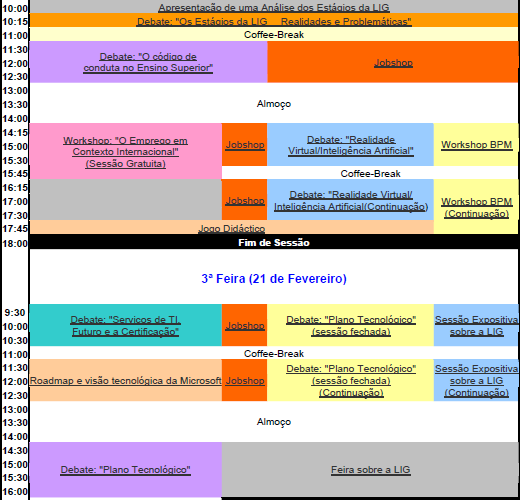 10:00 Apresentação de uma Análise dos Estágios da LIG
10:15 Debate: "Os Estágios da LIG __ Realidades e Problemáticas"
11:00 Coffee-Break
11:30
12:00
12:30
Debate: "O código de
conduta no Ensino Superior"
Jobshop
13:00
13:30
14:00
Almoço
14:15
15:00
15:30
15:45
Workshop: "O Emprego em
Contexto Internacional"
(Sessão Gratuita)
Jobshop
Debate: "Realidade
Virtual/Inteligência Artificial"
Workshop BPM
Coffee-Break
16:15
17:00
17:30
Jobshop
Debate: "Realidade Virtual/
Inteligência Artificial(Continuação)
Workshop BPM
(Continuação)
17:45 Jogo Didáctico
18:00 Fim de Sessão
3ª Feira (21 de Fevereiro)
9:30
10:00
10:30
Debate: "Serviços de TI,
Futuro e a Certificação"
Jobshop
Debate: "Plano Tecnológico"
(sessão fechada)
Sessão Expositiva
sobre a LIG
11:00 Coffee-Break
11:30
12:00
12:30
Roadmap e visão tecnológica da Microsoft
Jobshop
Debate: "Plano Tecnológico"
(sessão fechada)
(Continuação)
Sessão Expositiva
sobre a LIG
(Continuação)
13:00
13:30
14:00
Almoço
14:30
15:00
15:30
16:00
Debate: "Plano Tecnológico"
Feira sobre a LIG